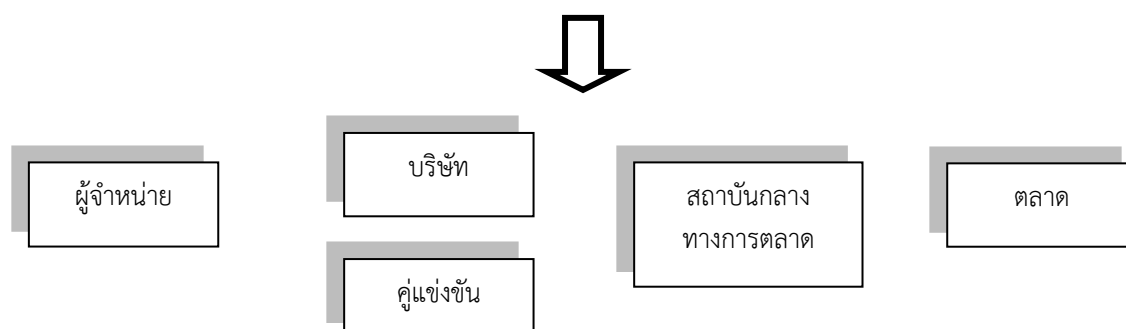 ผู้จำหน่าย
บริษัท
คู่แข่งขัน
สถาบันกลาง
ทางการตลาด
ตลาด